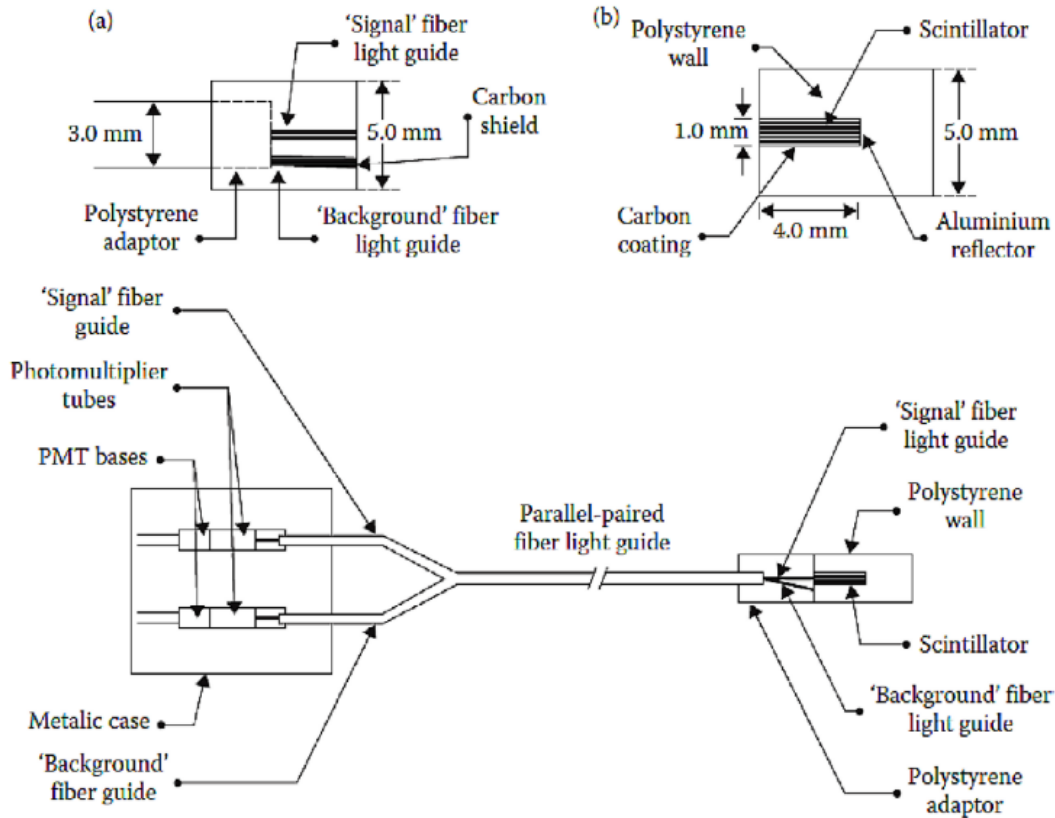 (a)
'Signal' fiber
light guide
3.0 mm
5.0 mm
Carbon
shield
Polystyrene
adaptor
'Background' fiber
light guide
(b)
Polystyrene
wall
Scintillator
1.0 mm
5.0 mm
Carbon
coating
4.0 mm
Aluminium
reflector
'Signal' fiber
guide
Photomultiplier
tubes
PMT bases
Parallel-paired
fiber light guide
'Signal' fiber
light guide
Polystyrene
wall
Scintillator
'Background' fiber
light guide
Polystyrene
adaptor
Metalic case
'Background'
fiber guide